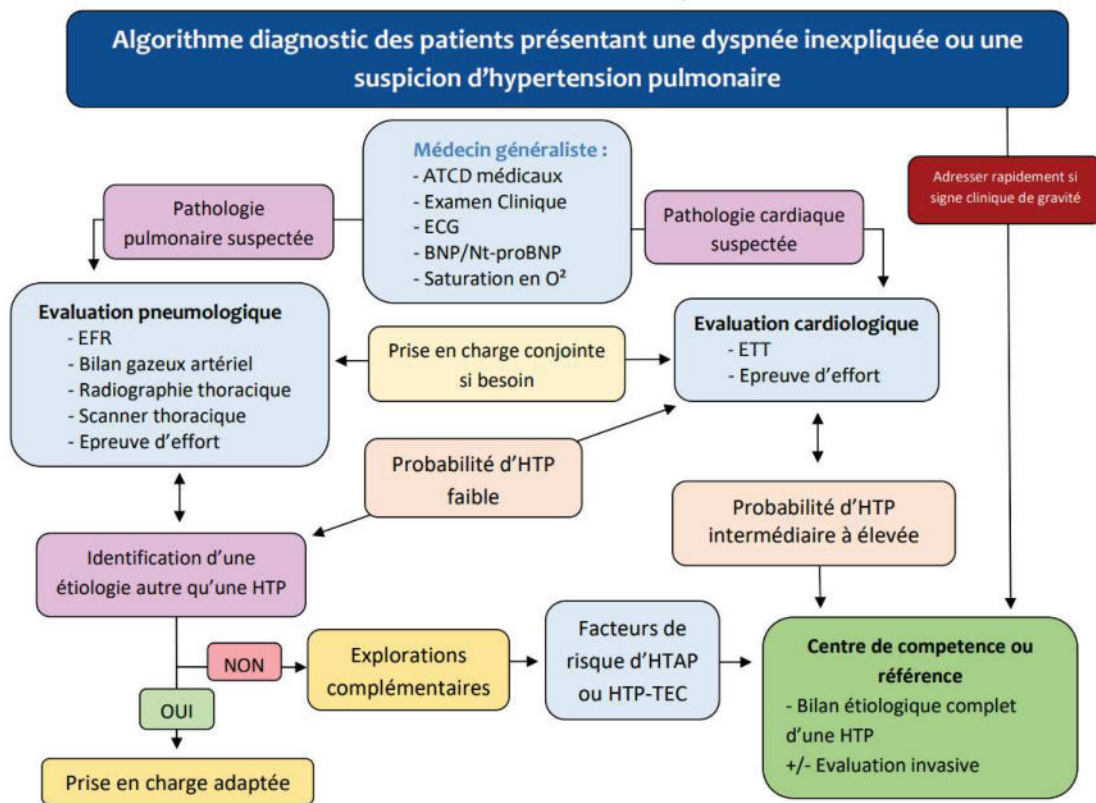 Algorithme diagnostic des patients présentant une dyspnée inexpliquée ou une
suspicion d'hypertension pulmonaire
Médecin généraliste :
- ATCD médicaux
- Examen Clinique
- ECG
- BNP/Nt-proBNP
- Saturation en O²
Adresser rapidement si
signe clinique de gravité
Pathologie
pulmonaire suspectée
Pathologie cardiaque
suspectée
Evaluation pneumologique
- EFR
- Bilan gazeux artériel
- Radiographie thoracique
- Scanner thoracique
- Epreuve d'effort
Prise en charge conjointe
si besoin
Evaluation cardiologique
- ETT
- Epreuve d'effort
Probabilité d'HTP
faible
Probabilité d'HTP
intermédiaire à élevée
Identification d'une
étiologie autre qu'une HTP
NON
OUI
Explorations
complémentaires
Facteurs de
risque d'HTAP
ou HTP-TEC
Centre de competence ou
référence
- Bilan étiologique complet
d'une HTP
+/- Evaluation invasive
Prise en charge adaptée